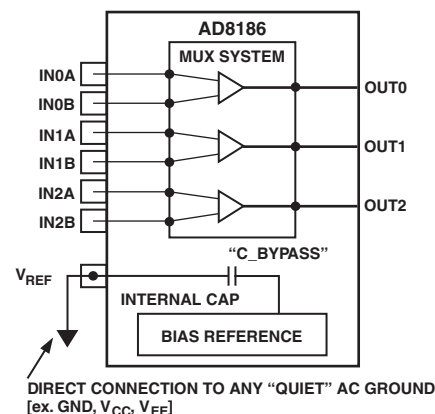 AD8186
MUX SYSTEM
IN0A
IN0B
IN1A
IN1B
IN2A
IN2B
OUT0
OUT1
OUT2
"C_BYPASS"
VREF
INTERNAL CAP
BIAS REFERENCE
DIRECT CONNECTION TO ANY "QUIET" AC GROUND
[ex. GND, VCC, VEE]